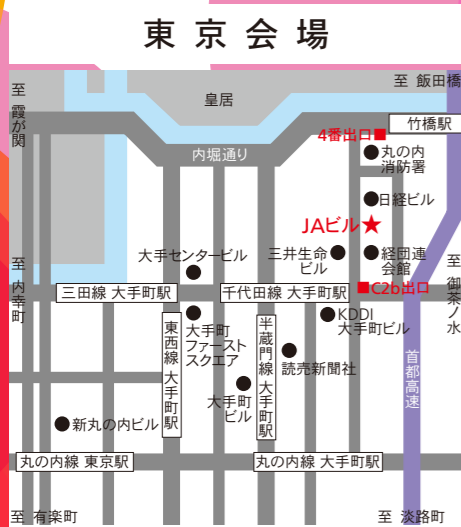 東京会場
至 飯田橋
至 霞が関
皇居
竹橋駅
4番出口
内堀通り
丸の内
消防署
日経ビル
JAビル
大手センタービル
三井生命
ビル
経団連
会館
至 内幸町
至 御茶ノ水
三田線 大手町駅
千代田線 大手町駅
C2b出口
KDDI
大手町ビル
東西線 大手町駅
大手町
ファースト
スクエア
半蔵門線 大手町駅
読売新聞社
首都高速
大手町
ビル
新丸の内ビル
丸の内線 東京駅
丸の内線 大手町駅
至 有楽町
至 淡路町